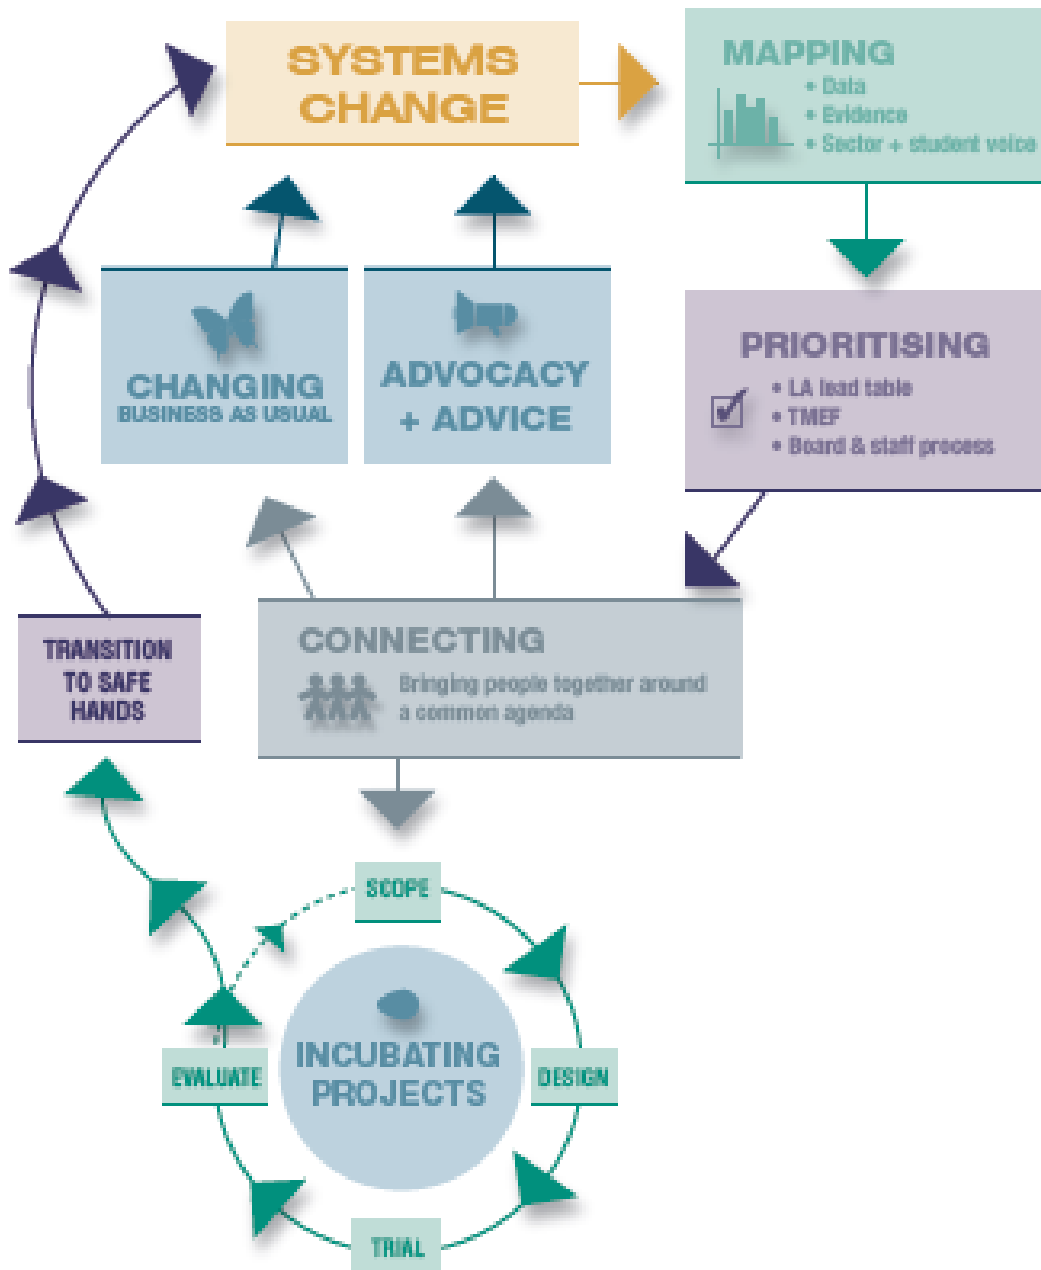 SYSTEMS
CHANGE
MAPPING
• Data
• Evidence
• Sector + student voice
CHANGING
BUSINESS AS USUAL
ADVOCACY
+ ADVICE
PRIORITISING
• LA lead table
• TMEF
• Board & staff process
TRANSITION
TO SAFE
HANDS
CONNECTING
Bringing people together around
a common agenda
SCOPE
INCUBATING
PROJECTS
EVALUATE
DESIGN
TRIAL